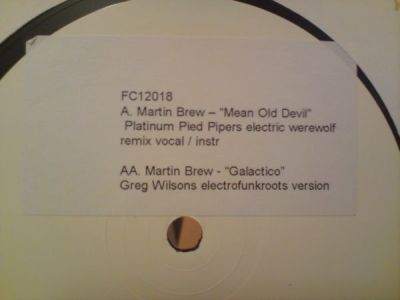 FC12018
A. Martin Brew – "Mean Old Devil"
Platinum Pied Pipers electric werewolf
remix vocal / instr
AA. Martin Brew - "Galactico"
Greg Wilsons electrofunkroots version